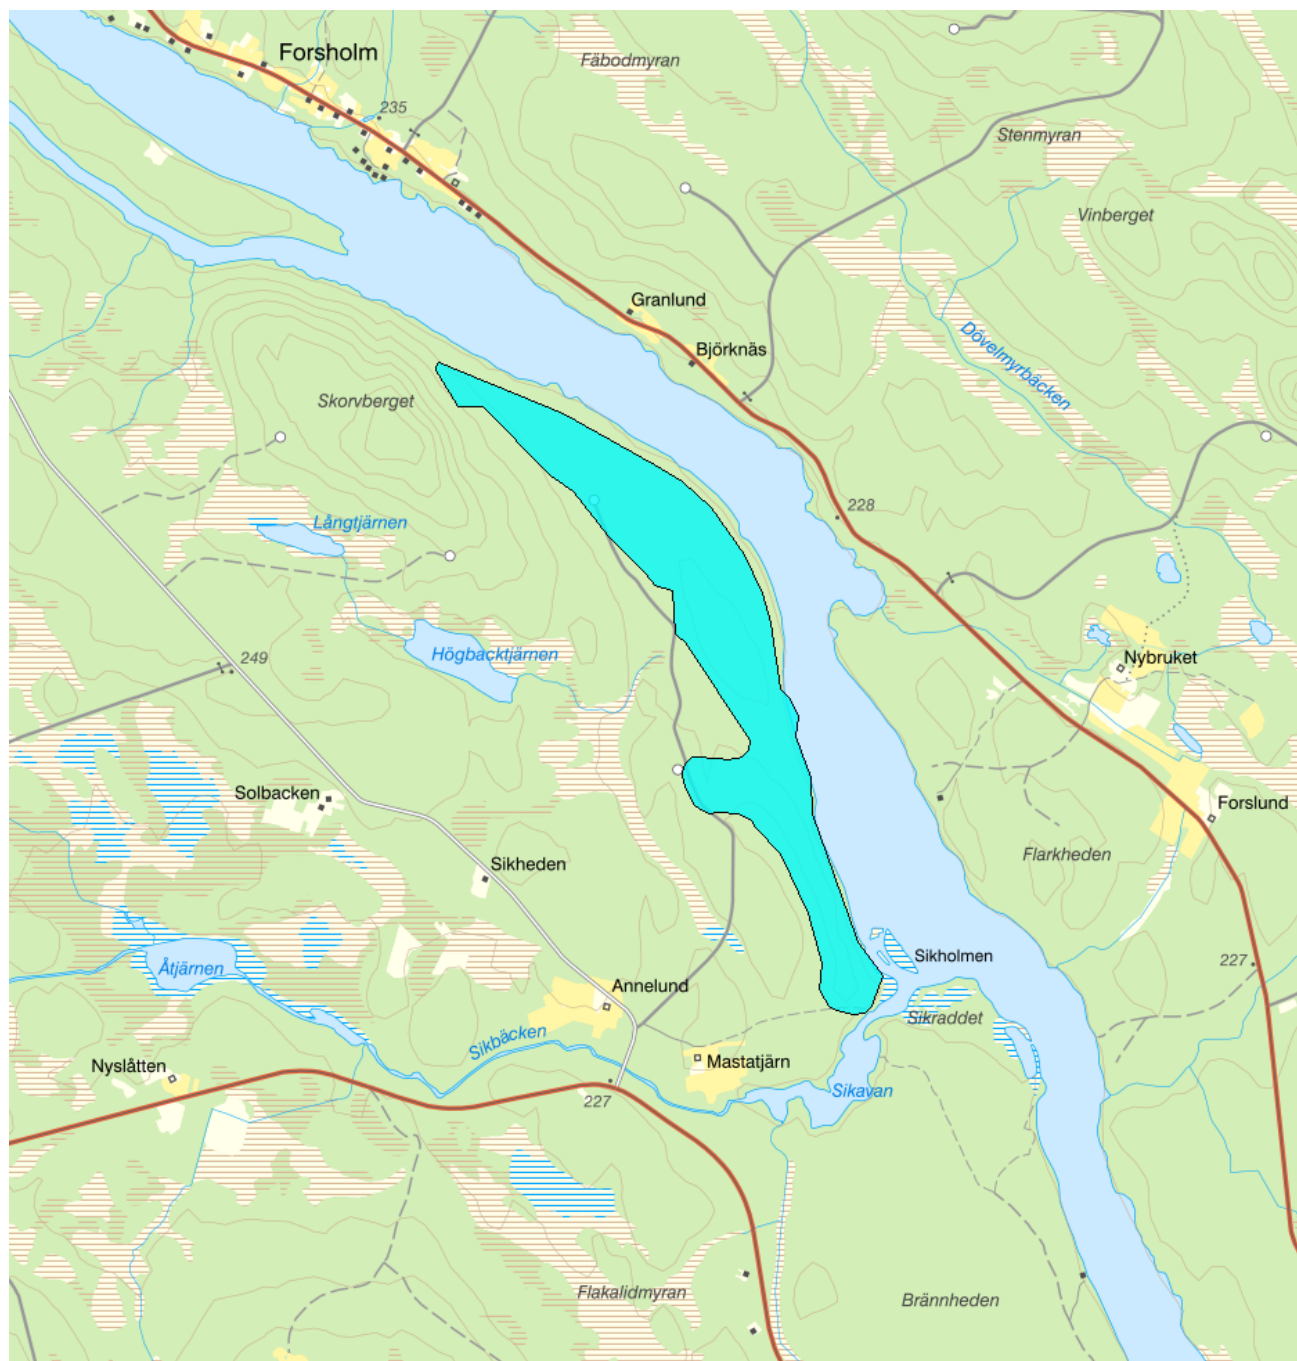 Forsholm
Fäbodmyran
235
Stenmyran
Vinberget
Granlund
Björknäs
Dövelmyrbäcken
Skorvberget
Långtjärnen
228
Högbacktjärnen
249
Nybruket
Solbacken
Forslund
Sikheden
Flarkheden
Åtjärnen
Sikholmen
227
Annelund
Sikraddet
Sikbäcken
Nyslåtten
Mastatjärn
Sikavan
227
Flakalidmyran
Brännheden